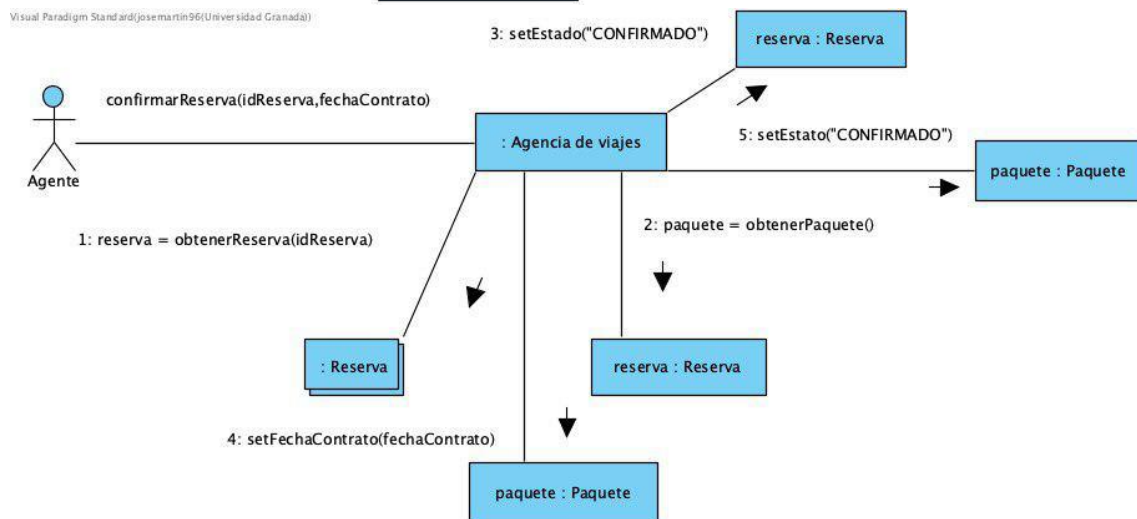 Visual Paradigm Standard(josemartin96(Universidad Granada))
3: setEstado("CONFIRMADO")
reserva : Reserva
confirmarReserva(idReserva,fechaContrato)
: Agencia de viajes
5: setEstato("CONFIRMADO")
paquete : Paquete
Agente
1: reserva = obtenerReserva(idReserva)
2: paquete = obtenerPaquete()
: Reserva
reserva : Reserva
4: setFechaContrato(fechaContrato)
paquete : Paquete